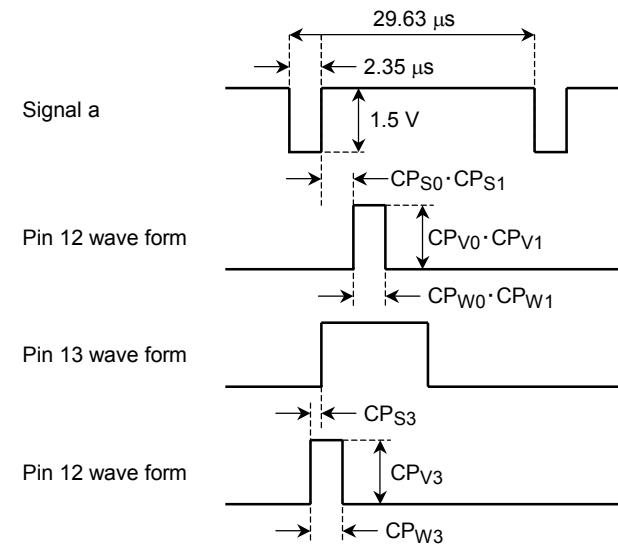 29.63 μs
2.35 μs
Signal a
1.5 V
CPS0·CPS1
Pin 12 wave form
CPV0·CPV1
CPW0·CPW1
Pin 13 wave form
CPS3
Pin 12 wave form
CPV3
CPW3